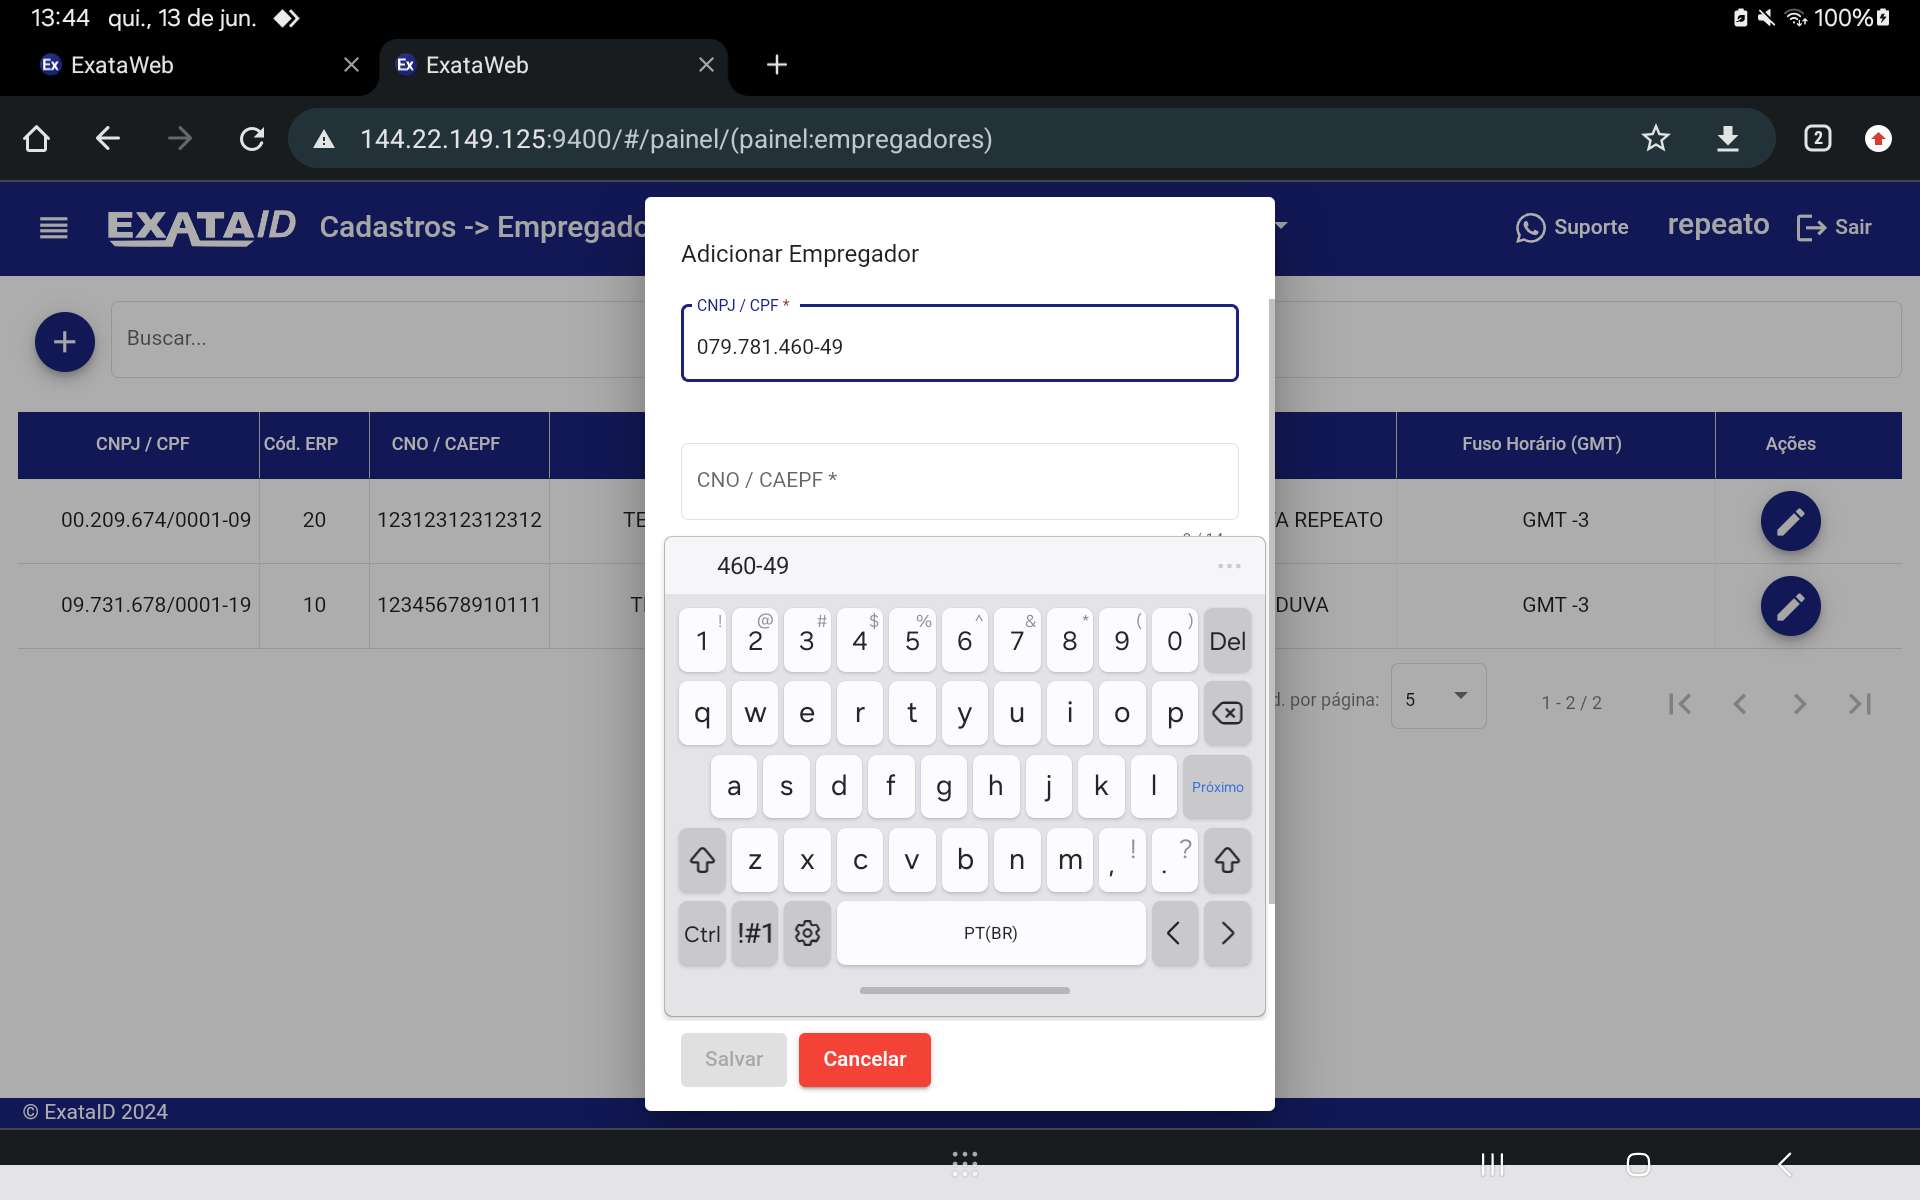 13:44 qui., 13 de jun. 100%
Ex ExataWeb Ex ExataWeb
144.22.149.125:9400/#/painel/(painel:empregadores) 2
EXATAID Cadastros -> Empregado Suporte repeato Sair
Buscar...
CNPJ / CPF Cód. ERP CNO / CAEPF Fuso Horário (GMT) Ações
00.209.674/0001-09 20 12312312312312 TE A REPEATO GMT -3
09.731.678/0001-19 10 12345678910111 DUVA GMT -3
d. por página: 5 1 - 2 / 2
Adicionar Empregador
CNPJ / CPF *
079.781.460-49
CNO / CAEPF *
460-49 ...
! @ # $ % ^ & * ( )
1 2 3 4 5 6 7 8 9 0 Del
q w e r t y u i o p
a s d f g h j k l Próximo
z x c v b n m , ! . ?
Ctrl !#1 PT(BR) < >
Salvar Cancelar
© ExataID 2024